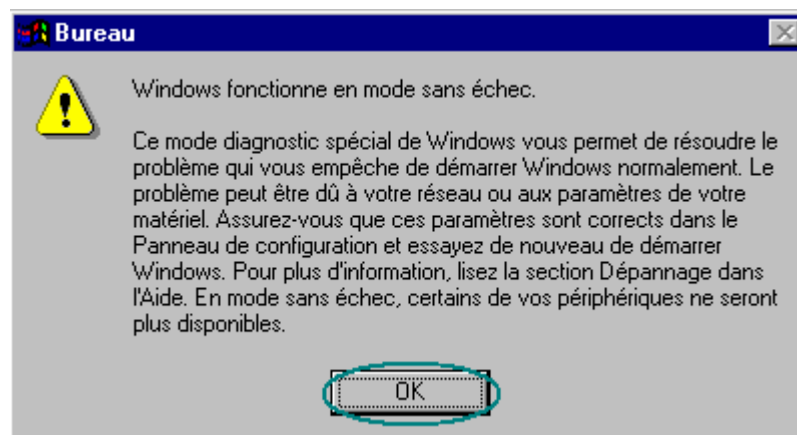 Bureau
Windows fonctionne en mode sans échec.
Ce mode diagnostic spécial de Windows vous permet de résoudre le
problème qui vous empêche de démarrer Windows normalement. Le
problème peut être dû à votre réseau ou aux paramètres de votre
matériel. Assurez-vous que ces paramètres sont corrects dans le
Panneau de configuration et essayez de nouveau de démarrer
Windows. Pour plus d'information, lisez la section Dépannage dans
l'Aide. En mode sans échec, certains de vos périphériques ne seront
plus disponibles.
OK